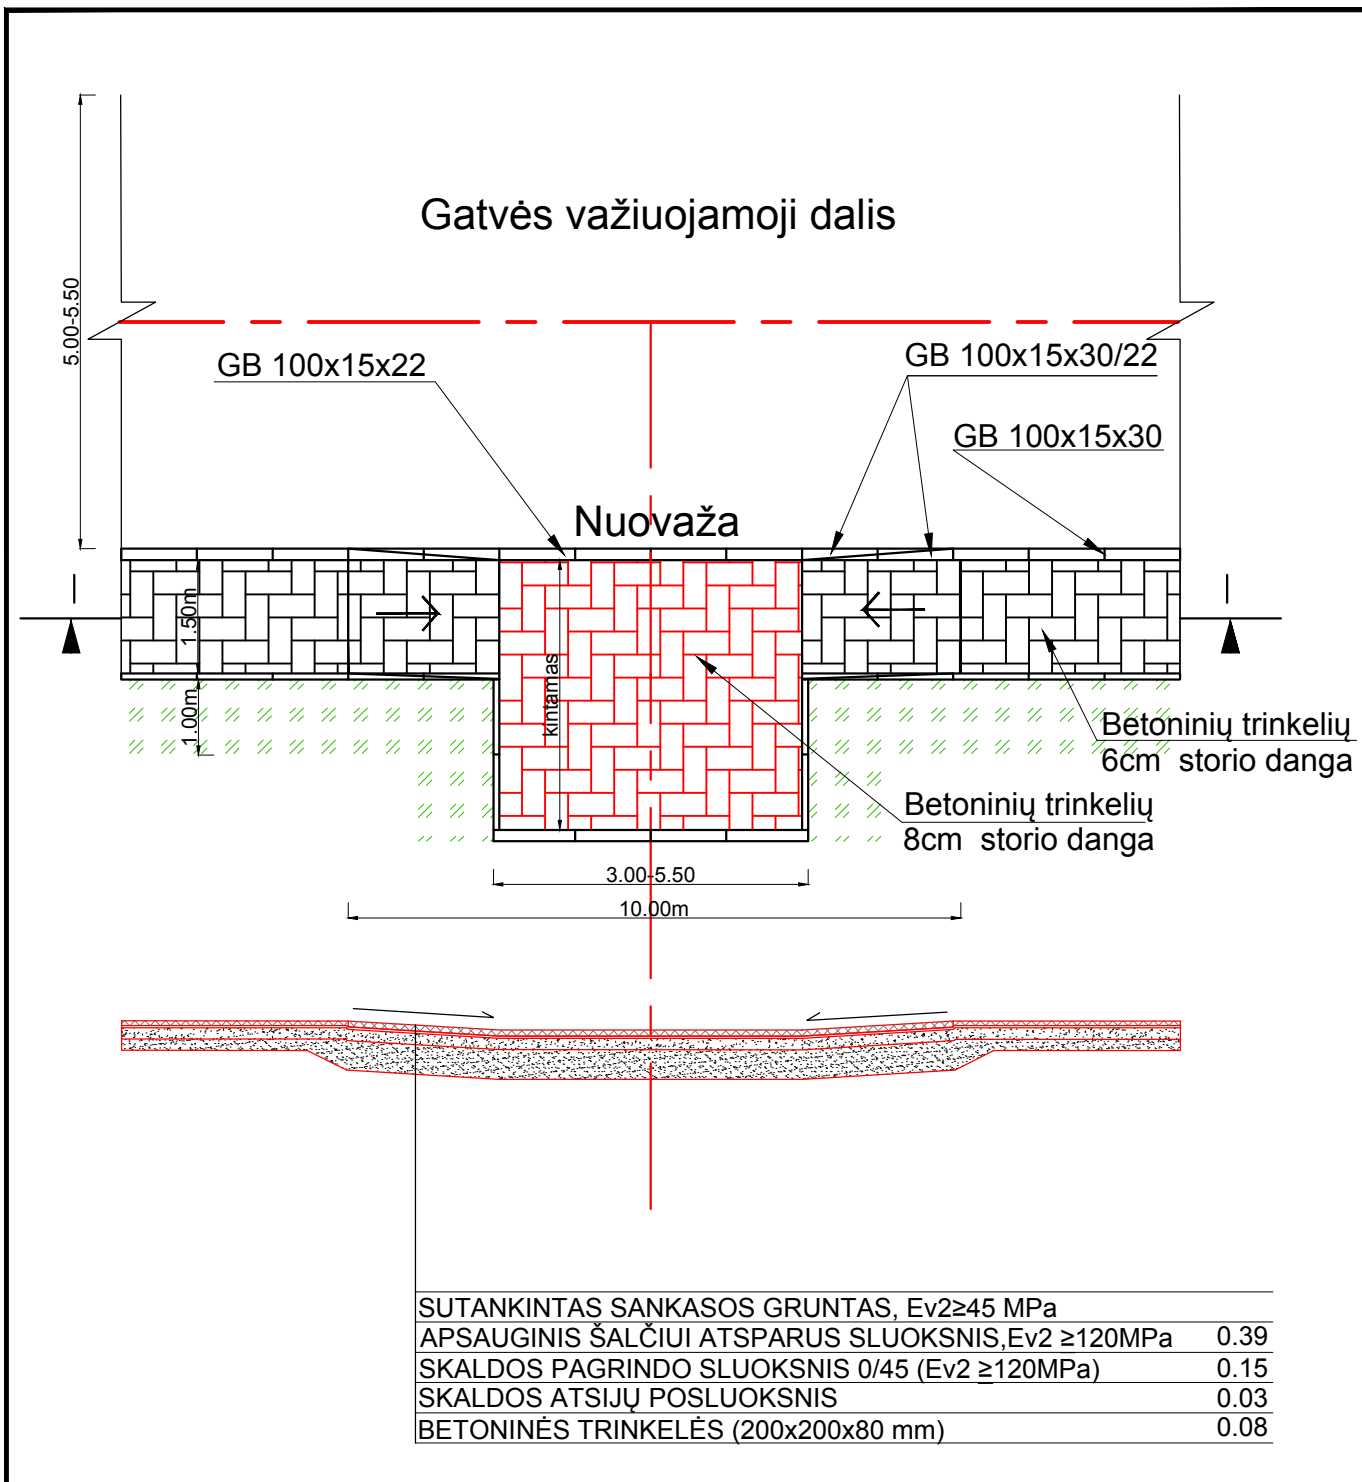 Gatvės važiuojamoji dalis
5.00-5.50
GB 100x15x22
GB 100x15x30/22
GB 100x15x30
Nuovaža
I
I
1.50m
1.00m
kintamas
Betoninių trinkelių
6cm storio danga
Betoninių trinkelių
8cm storio danga
3.00-5.50
10.00m
SUTANKINTAS SANKASOS GRUNTAS, Ev2≥45 MPa
APSAUGINIS ŠALČIUI ATSPARUS SLUOKSNIS,Ev2 ≥120MPa 0.39
SKALDOS PAGRINDO SLUOKSNIS 0/45 (Ev2 ≥120MPa) 0.15
SKALDOS ATSIJŲ POSLUOKSNIS 0.03
BETONINĖS TRINKELĖS (200x200x80 mm) 0.08